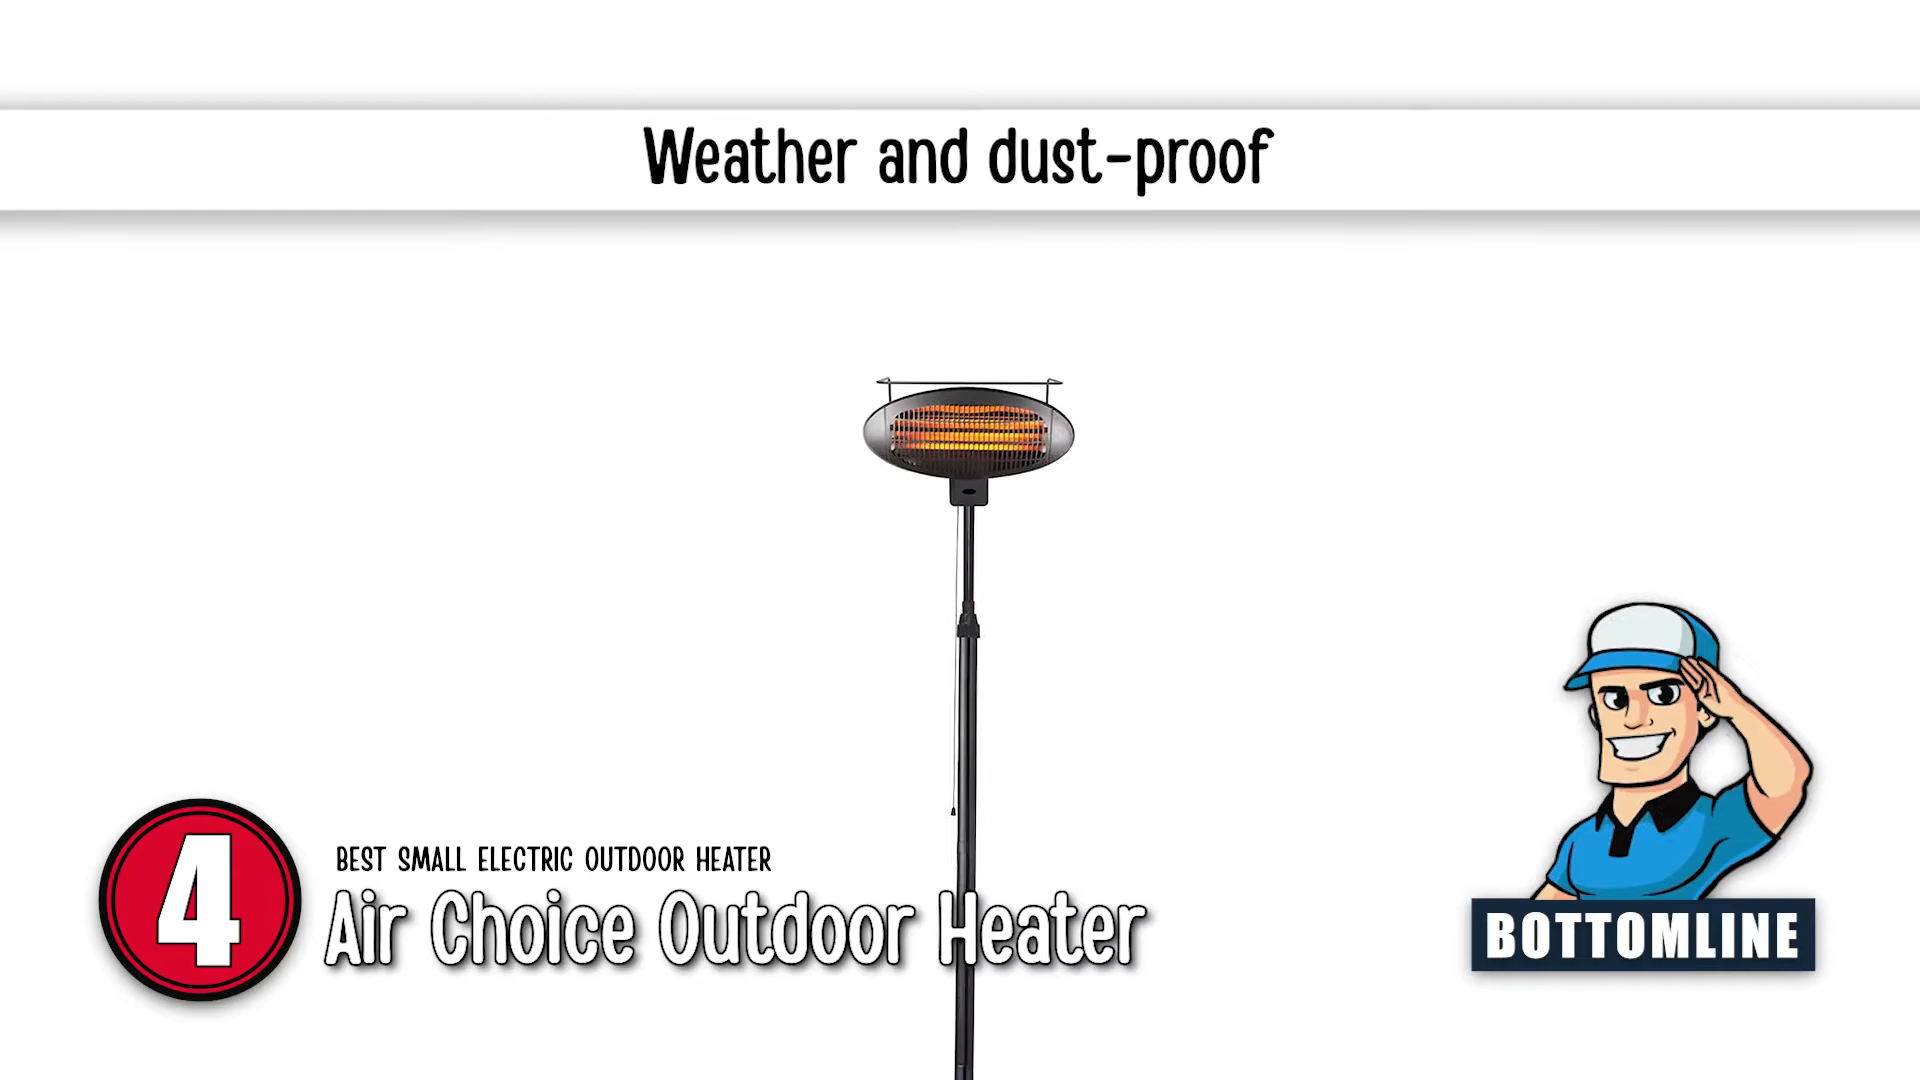 Weather and dust-proof
4
BEST SMALL ELECTRIC OUTDOOR HEATER
Air Choice Outdoor Heater
BOTTOMLINE